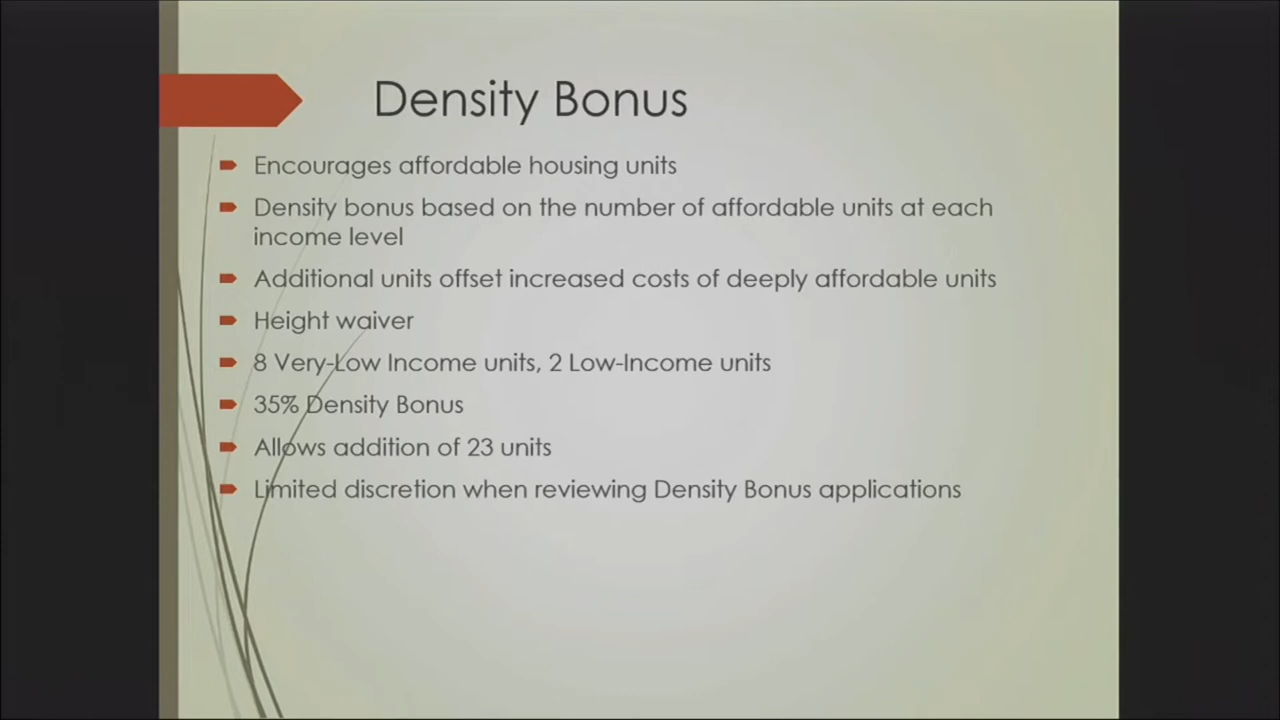 Density Bonus
Encourages affordable housing units
Density bonus based on the number of affordable units at each
income level
Additional units offset increased costs of deeply affordable units
Height waiver
8 Very-Low Income units, 2 Low-Income units
35% Density Bonus
Allows addition of 23 units
Limited discretion when reviewing Density Bonus applications